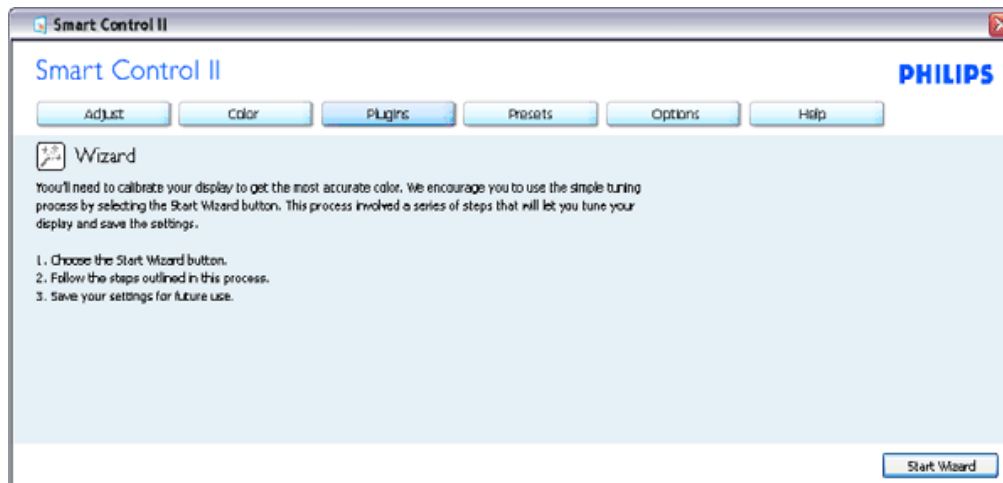 Smart Control II
Smart Control II
PHILIPS
Adjust Color Plugins Presets Options Help
Wizard
Yoou'll need to calibrate your display to get the most accurate color. We encourage you to use the simple tuning
process by selecting the Start Wizard button. This process involved a series of steps that will let you tune your
display and save the settings.
1. Choose the Start Wizard button.
2. Follow the steps outlined in this process.
3. Save your settings for future use.
Start Wizard